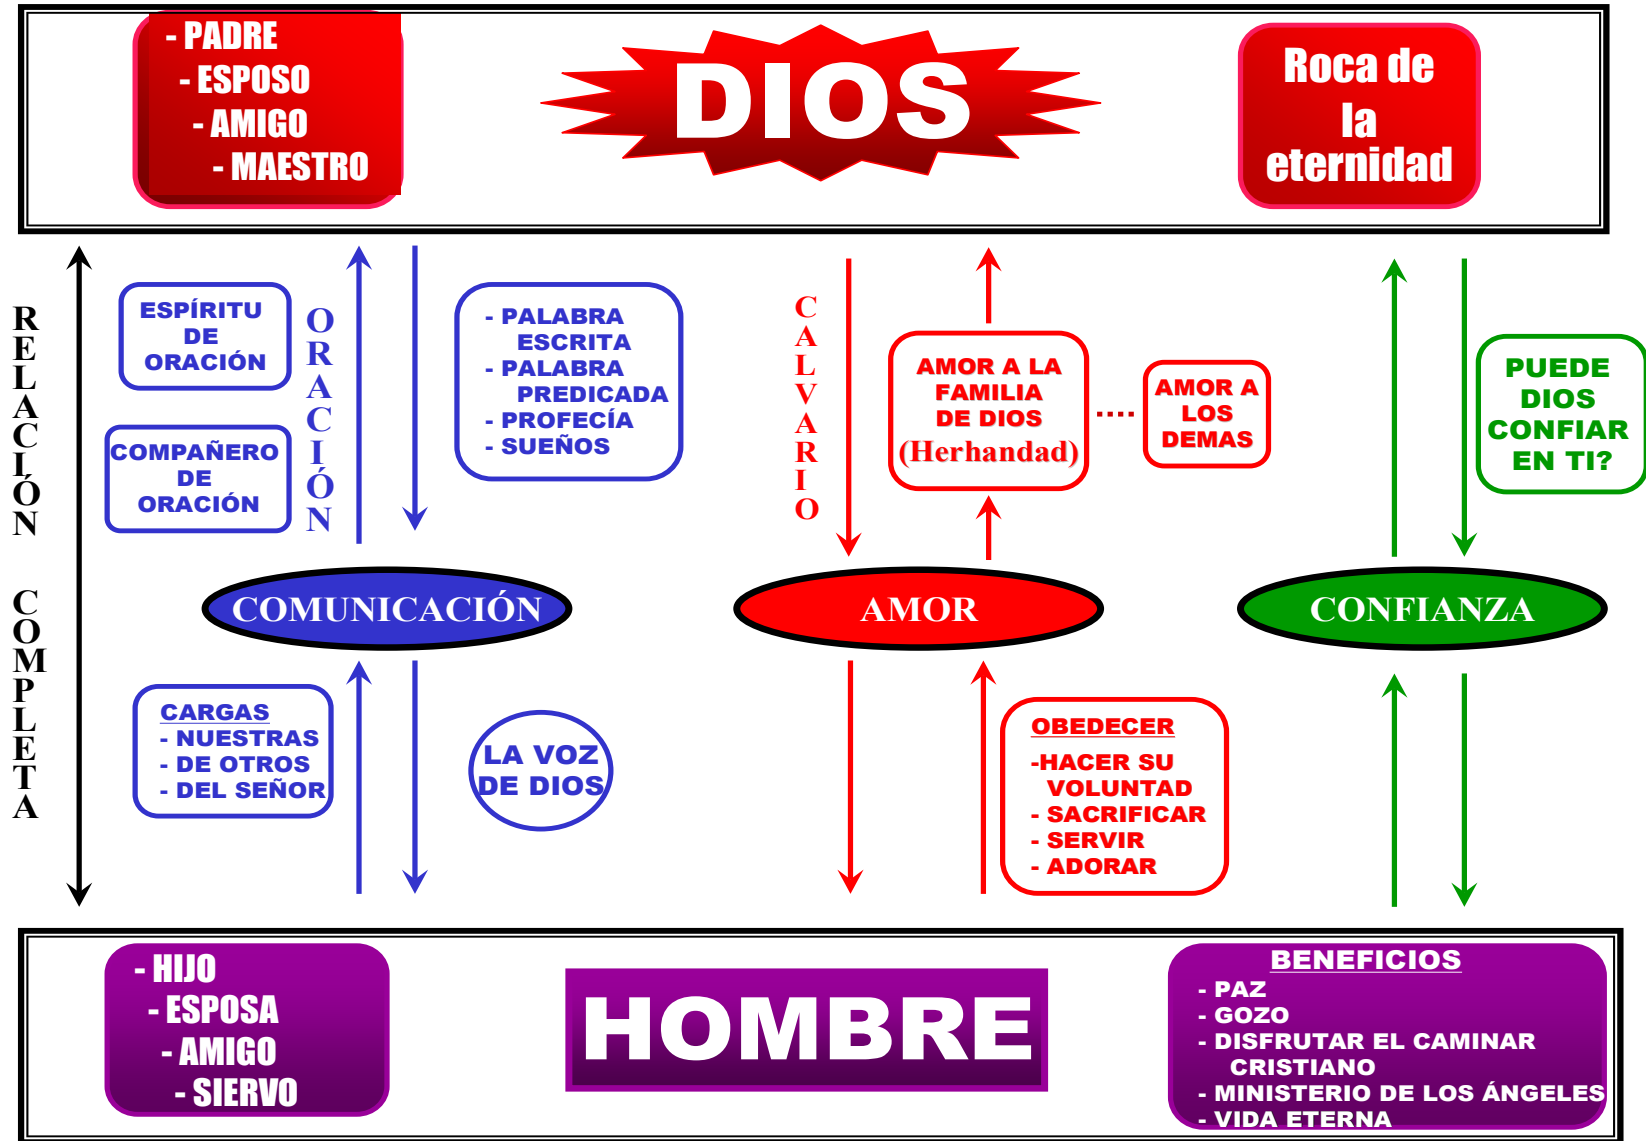 - PADRE
- ESPOSO
- AMIGO
- MAESTRO
DIOS
Roca de
la
eternidad
RELACIÓN COMPLETA
ESPÍRITU
DE
ORACIÓN
COMPAÑERO
DE
ORACIÓN
ORACIÓN
- PALABRA
ESCRITA
- PALABRA
PREDICADA
- PROFECÍA
- SUEÑOS
CALVARIO
AMOR A LA
FAMILIA
DE DIOS
(Herhandad)
....
AMOR A
LOS
DEMAS
PUEDE
DIOS
CONFIAR
EN TI?
COMUNICACIÓN
AMOR
CONFIANZA
CARGAS
- NUESTRAS
- DE OTROS
- DEL SEÑOR
LA VOZ
DE DIOS
OBEDECER
-HACER SU
VOLUNTAD
- SACRIFICAR
- SERVIR
- ADORAR
- HIJO
- ESPOSA
- AMIGO
- SIERVO
HOMBRE
BENEFICIOS
- PAZ
- GOZO
- DISFRUTAR EL CAMINAR
CRISTIANO
- MINISTERIO DE LOS ÁNGELES
- VIDA ETERNA